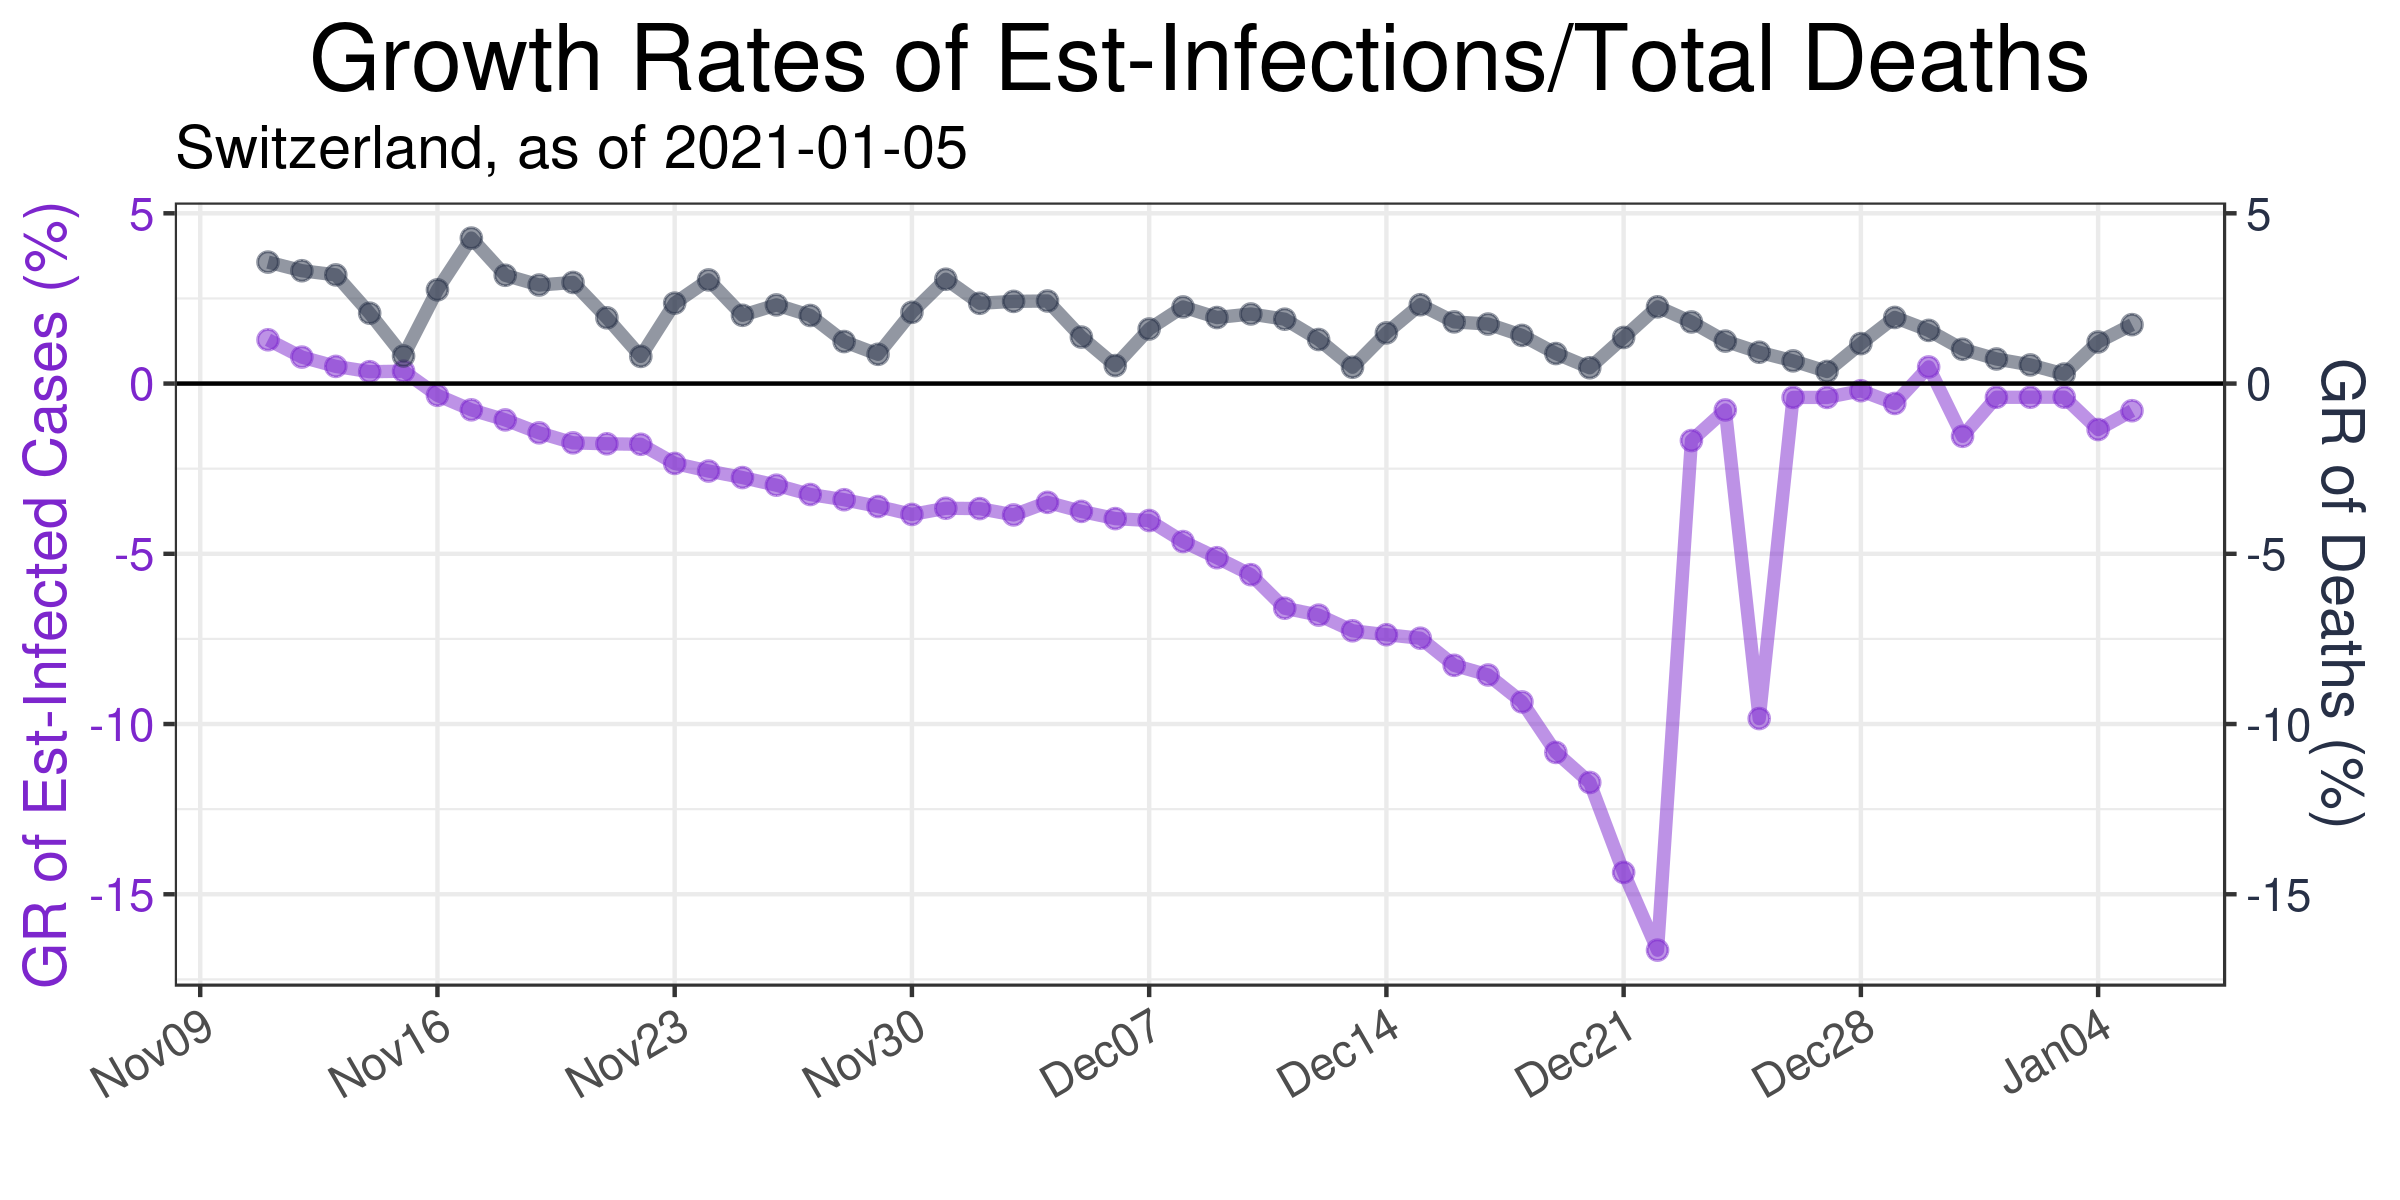 Growth Rates of Est-Infections/Total Deaths
Switzerland, as of 2021-01-05
GR of Est-Infected Cases (%)
5
0
-5
-10
-15
5
0
-5
-10
-15
GR of Deaths (%)
Nov09
Nov16
Nov23
Nov30
Dec07
Dec14
Dec21
Dec28
Jan04